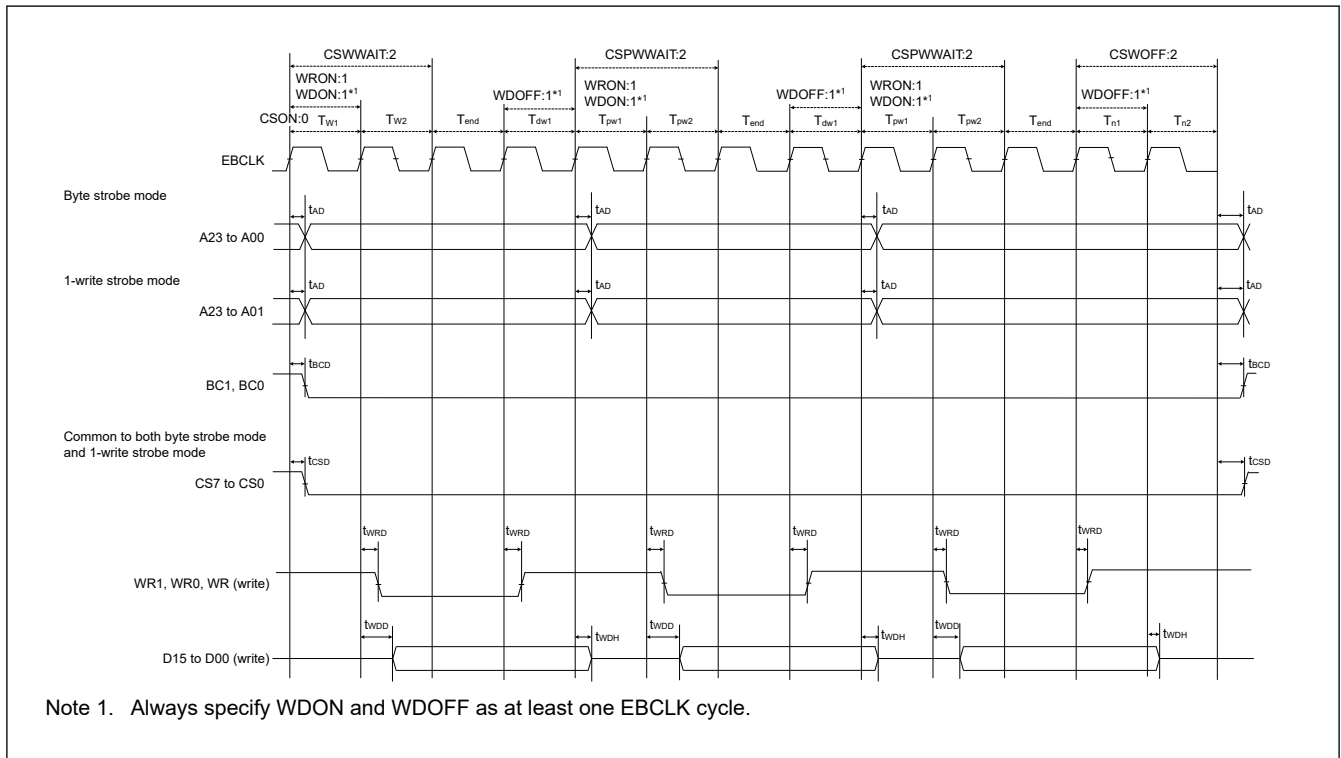 CSWWAIT:2 CSPWWAIT:2 CSPWWAIT:2 CSWOFF:2
WRON:1 WRON:1 WRON:1
WDON:1*1 WDOFF:1*1 WDON:1*1 WDOFF:1*1 WDON:1*1 WDOFF:1*1
CSON:0 TW1 TW2 Tend Tdw1 Tpw1 Tpw2 Tend Tdw1 Tpw1 Tpw2 Tend Tn1 Tn2
EBCLK
Byte strobe mode
tAD tAD tAD tAD
A23 to A00
1-write strobe mode
tAD tAD tAD tAD
A23 to A01
tBCD tBCD
BC1, BC0
Common to both byte strobe mode
and 1-write strobe mode
tCSD tCSD
CS7 to CS0
tWRD tWRD tWRD tWRD tWRD tWRD
WR1, WR0, WR (write)
tWDD tWDH tWDD tWDH tWDD tWDH
D15 to D00 (write)
Note 1. Always specify WDON and WDOFF as at least one EBCLK cycle.